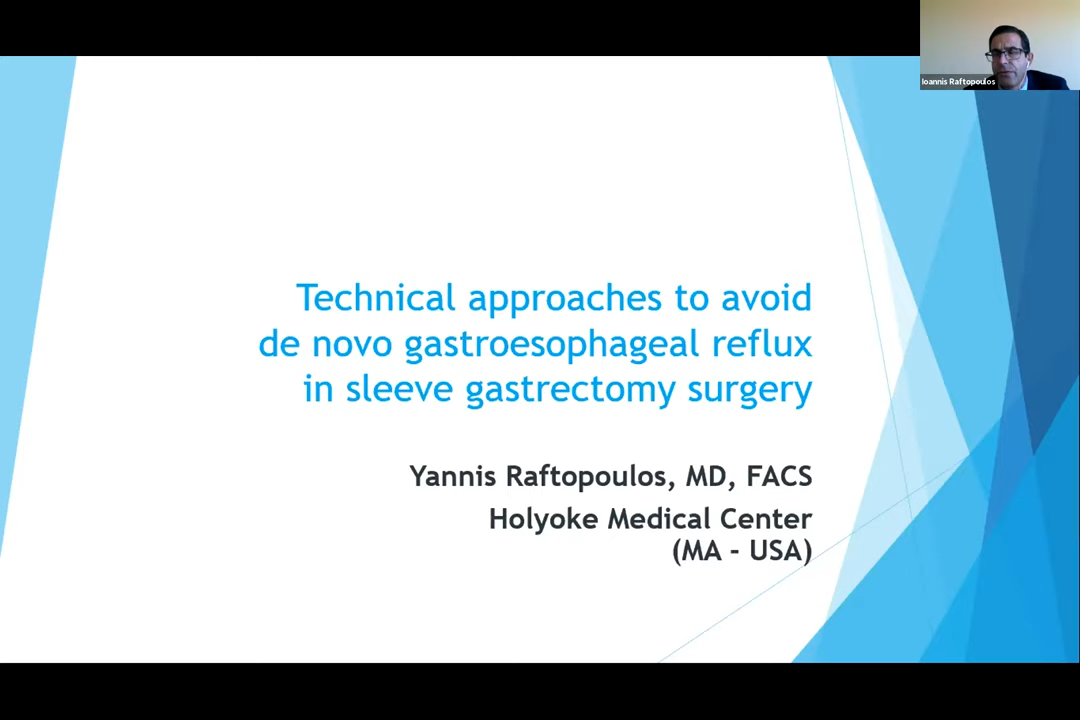 Ioannis Raftopoulos
Technical approaches to avoid
de novo gastroesophageal reflux
in sleeve gastrectomy surgery
Yannis Raftopoulos, MD, FACS
Holyoke Medical Center
(MA - USA)